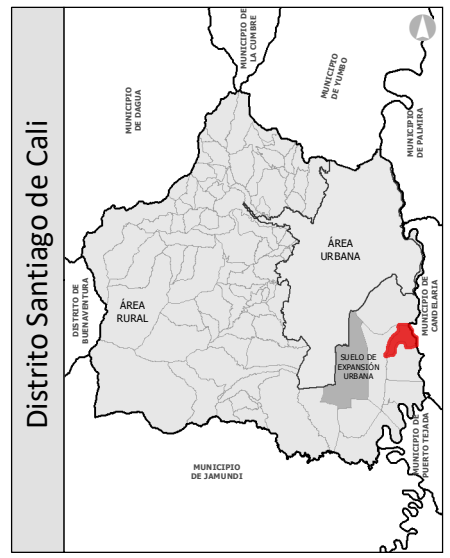 Distrito Santiago de Cali
MUNICIPIO DE
LA CUMBRE
MUNICIPIO
DE YUMBO
MUNICIPIO
DE DAGUA
MUNICIPIO
DE PALMIRA
ÁREA
URBANA
DISTRITO DE
BUENAVENTURA
ÁREA
RURAL
MUNICIPIO DE
CANDELARIA
SUELO DE
EXPANSIÓN
URBANA
MUNICIPIO DE
PUERTO TEJADA
MUNICIPIO
DE JAMUNDI